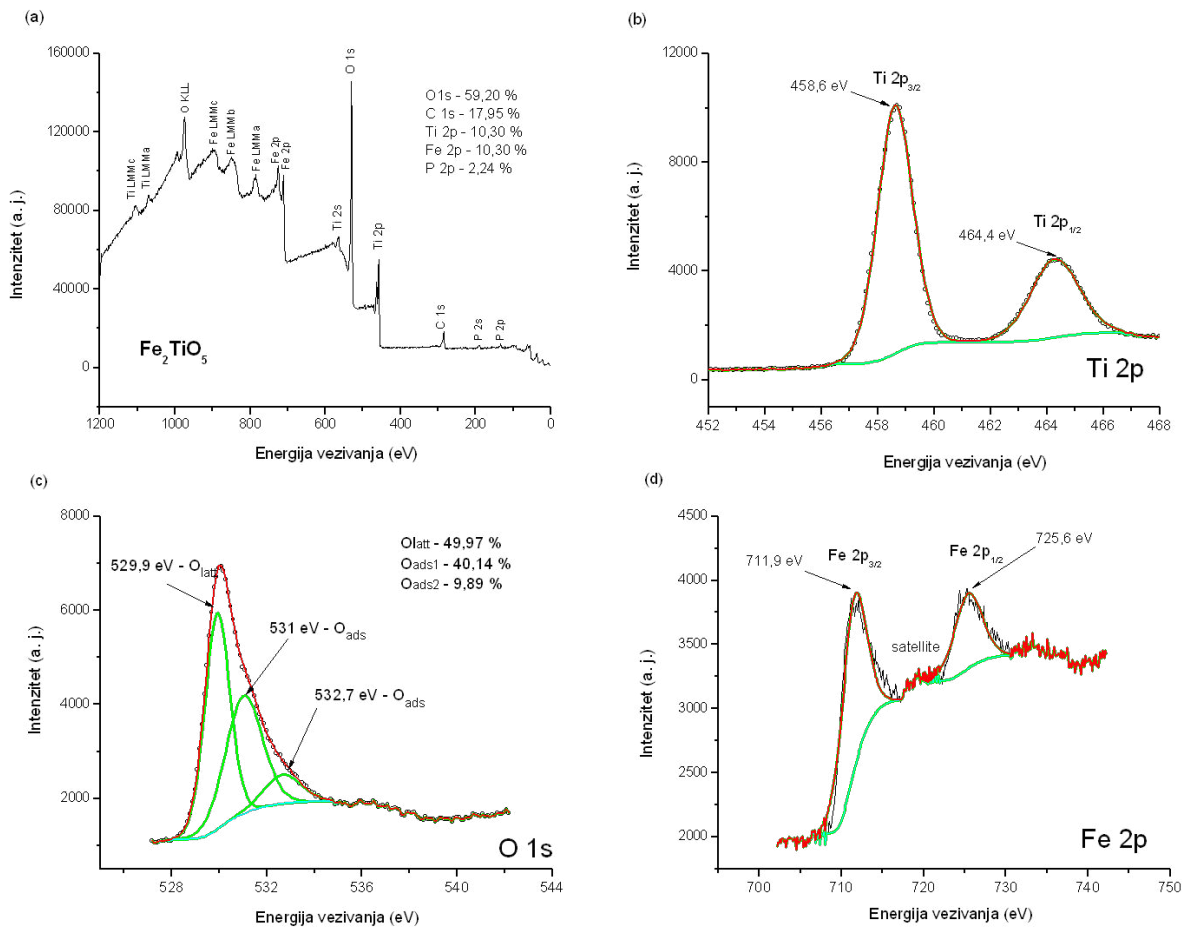 (a)
160000
120000
80000
40000
0
Intenzitet (a. j.)
Ti LMMc
Ti LMMa
O KLL
Fe LMMc
Fe LMMb
Fe LMMa
Fe 2p
Fe 2p
Ti 2s
O 1s
Ti 2p
C 1s
P 2s
P 2p
O1s - 59,20 %
C 1s - 17,95 %
Ti 2p - 10,30 %
Fe 2p - 10,30 %
P 2p - 2,24 %
Fe₂TiO₅
1200 1000 800 600 400 200 0
Energija vezivanja (eV)
(b)
12000
8000
4000
0
Intenzitet (a. j.)
Ti 2p₃/₂
458,6 eV
Ti 2p₁/₂
464,4 eV
Ti 2p
452 454 456 458 460 462 464 466 468
Energija vezivanja (eV)
(c)
8000
6000
4000
2000
Intenzitet (a. j.)
Olatt - 49,97 %
Oads1 - 40,14 %
Oads2 - 9,89 %
529,9 eV - Olatt
531 eV - Oads
532,7 eV - Oads
O 1s
528 532 536 540 544
Energija vezivanja (eV)
(d)
4500
4000
3500
3000
2500
2000
Intenzitet (a. j.)
711,9 eV
Fe 2p₃/₂
Fe 2p₁/₂
725,6 eV
satellite
Fe 2p
700 710 720 730 740 750
Energija vezivanja (eV)